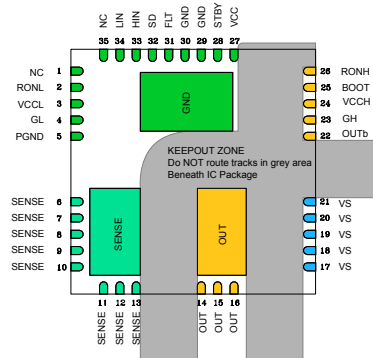 NC
LIN
HIN
SD
FLT
GND
GND
STBY
VCC
35
34
33
32
31
30
29
28
27
NC 1
RONL 2
VCCL 3
GL 4
PGND 5
26 RONH
25 BOOT
24 VCCH
23 GH
22 OUTb
GND
KEEPOUT ZONE
Do NOT route tracks in grey area
Beneath IC Package
SENSE 6
SENSE 7
SENSE 8
SENSE 9
SENSE 10
SENSE
OUT
21 VS
20 VS
19 VS
18 VS
17 VS
11
12
13
14
15
16
SENSE
SENSE
SENSE
OUT
OUT
OUT